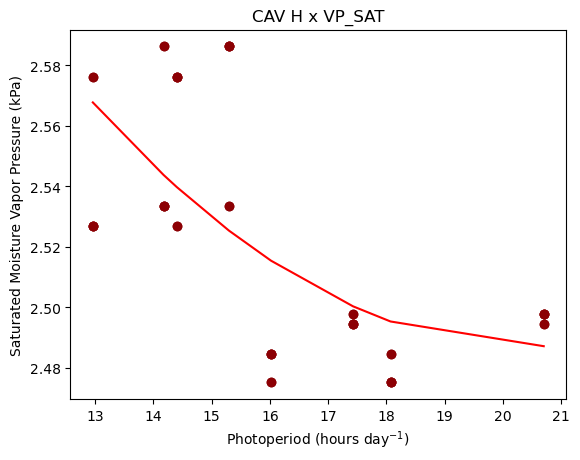 CAV H x VP_SAT
Saturated Moisture Vapor Pressure (kPa)
2.58
2.56
2.54
2.52
2.50
2.48
13 14 15 16 17 18 19 20 21
Photoperiod (hours day⁻¹)